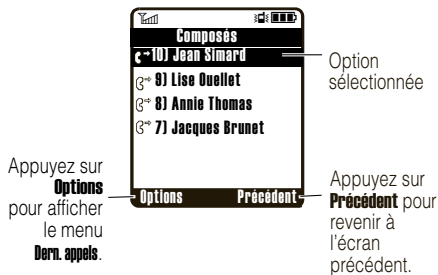 Composés
10) Jean Simard
9) Lise Ouellet
8) Annie Thomas
7) Jacques Brunet
Options
Précédent
Option
sélectionnée
Appuyez sur
Options
pour afficher
le menu
Dern. appels.
Appuyez sur
Précédent pour
revenir à
l'écran
précédent.